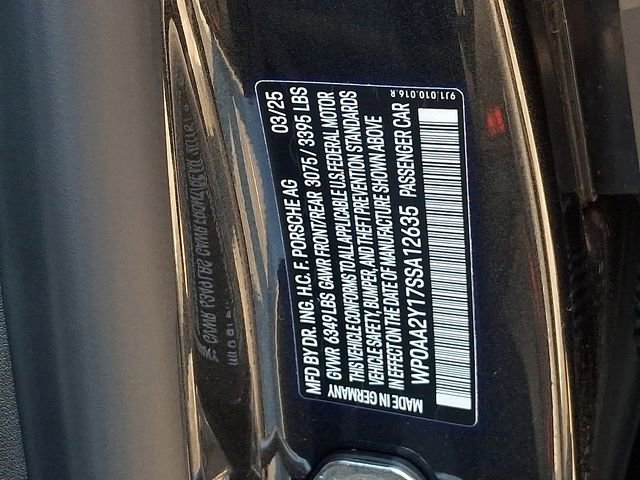 MFD BY DR. ING. H.C. F. PORSCHE AG 03/25
GVWR 6349 LBS GAWR FRONT/REAR 3075/3395 LBS
THIS VEHICLE CONFORMS TO ALL APPLICABLE U.S. FEDERAL MOTOR
VEHICLE SAFETY, BUMPER, AND THEFT PREVENTION STANDARDS
IN EFFECT ON THE DATE OF MANUFACTURE SHOWN ABOVE
WP0AA2Y17SSA12635 PASSENGER CAR
MADE IN GERMANY
9J1.010.016.R